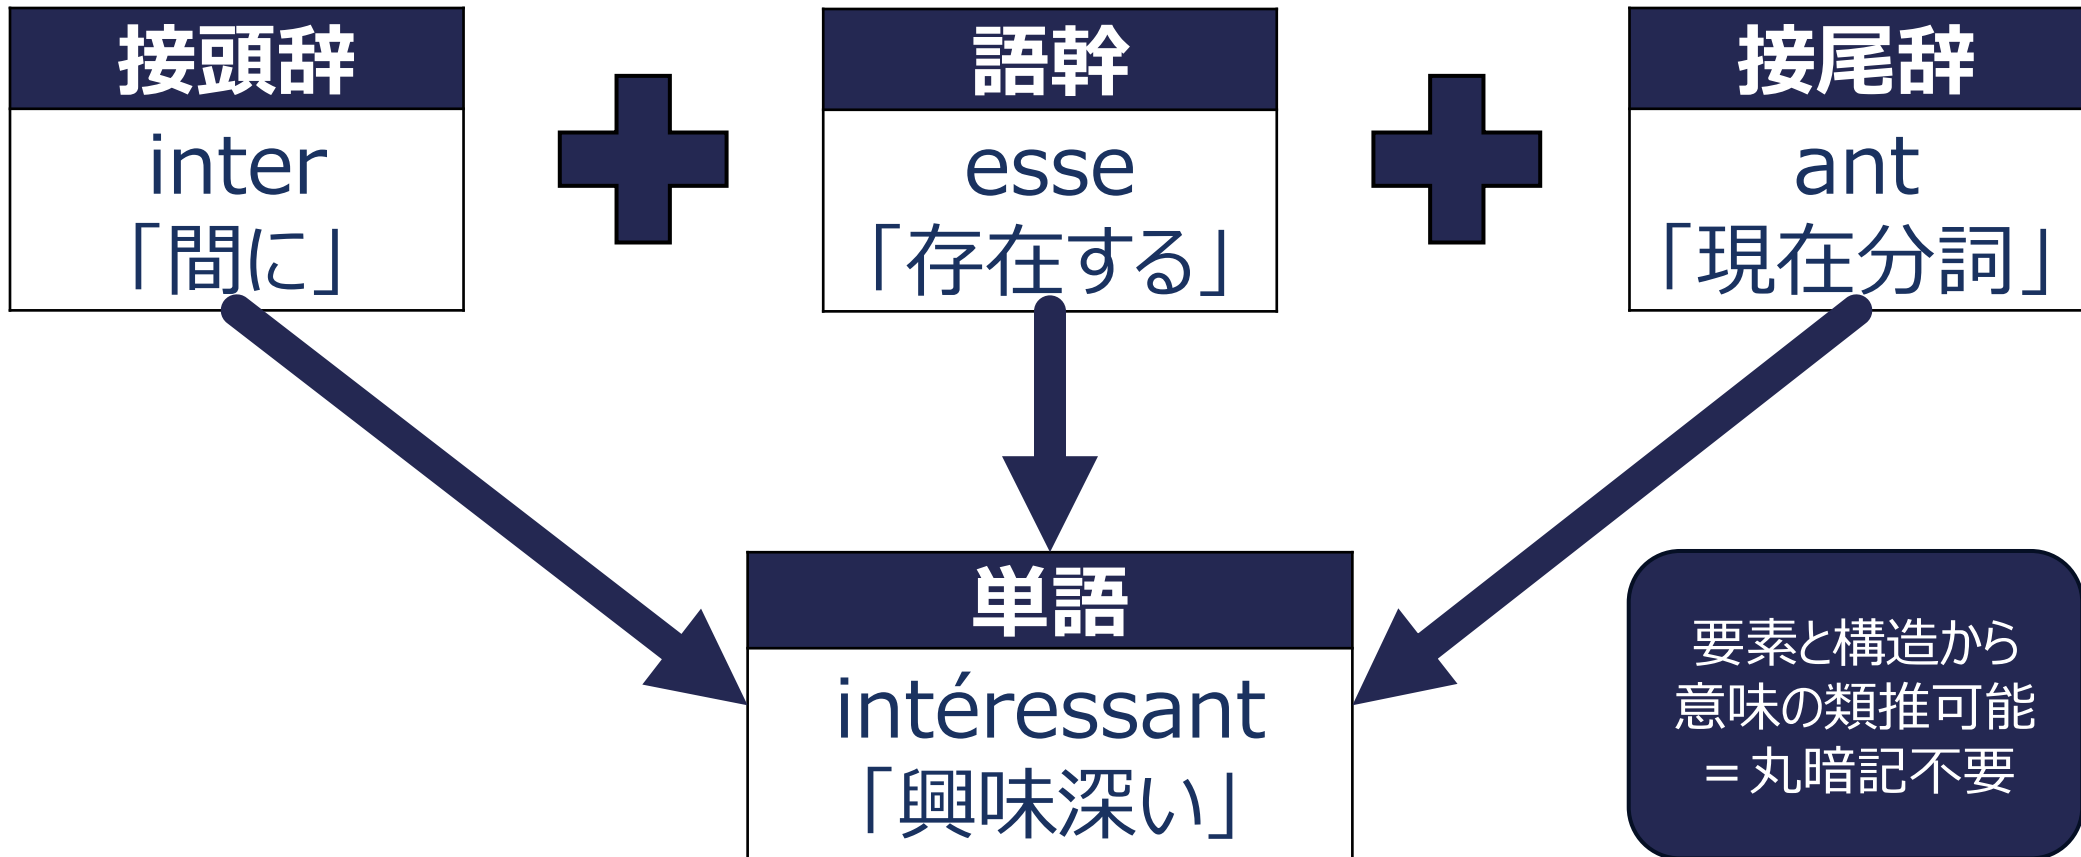 接頭辞
inter
「間に」
語幹
esse
「存在する」
接尾辞
ant
「現在分詞」
単語
intéressant
「興味深い」
要素と構造から
意味の類推可能
＝丸暗記不要